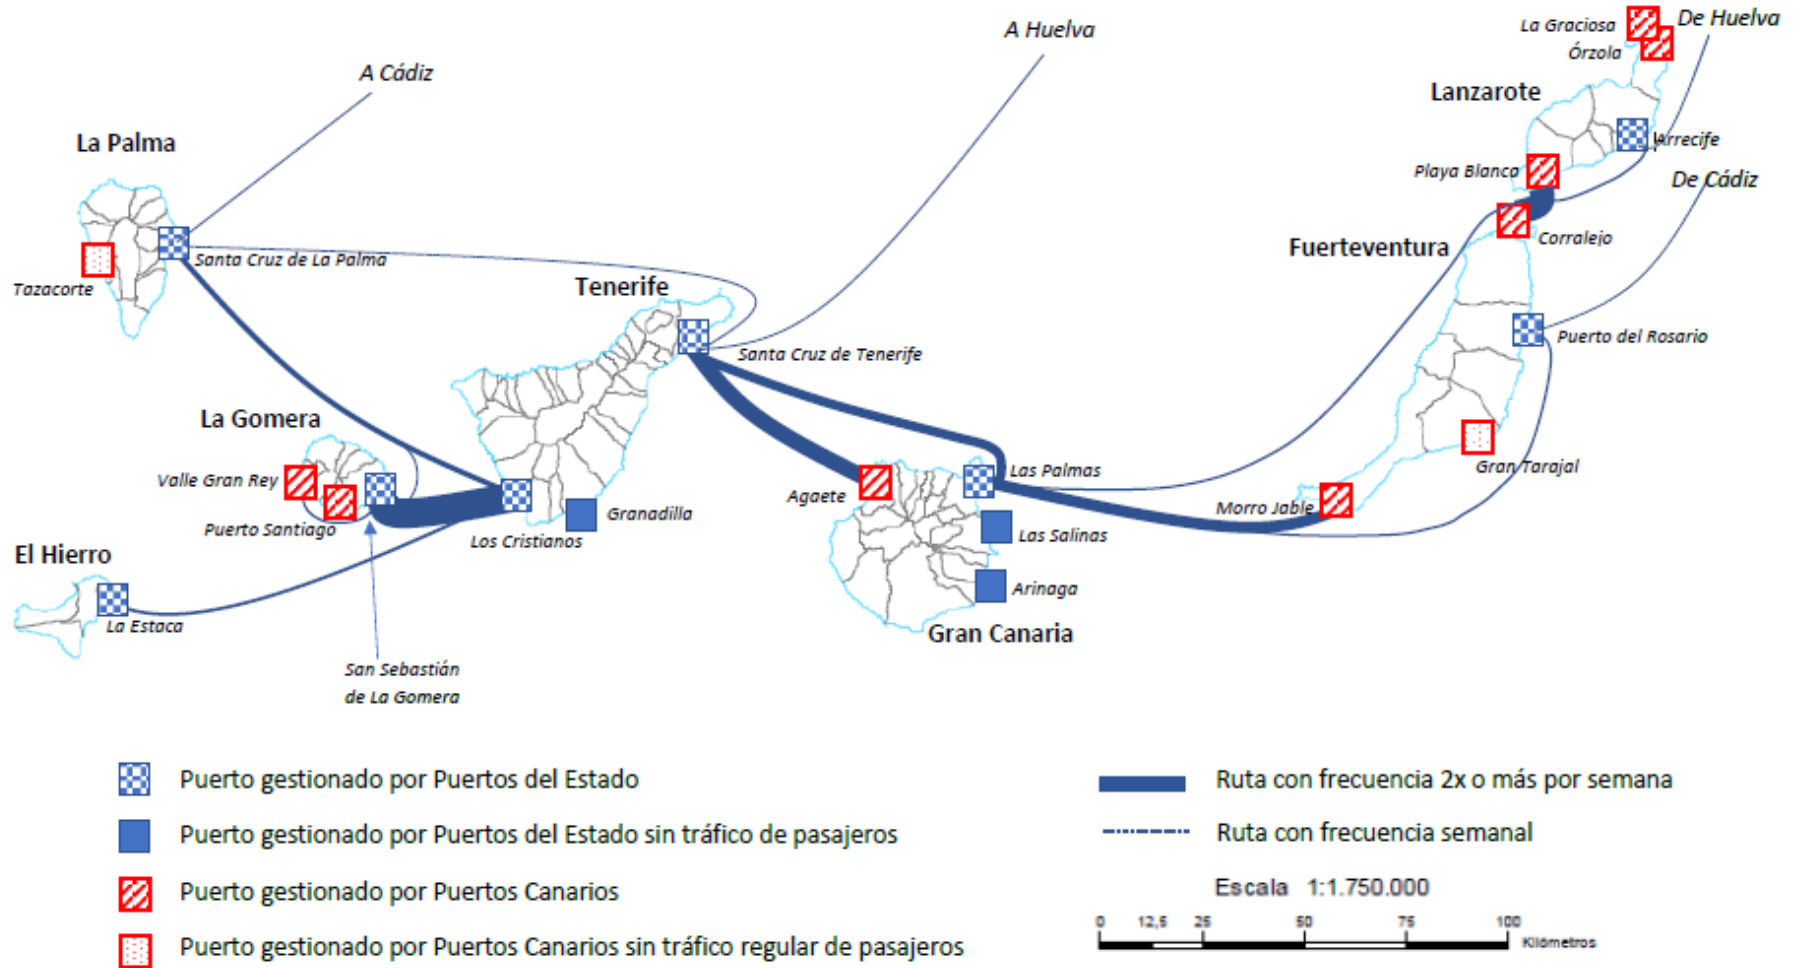 A Cádiz
A Huelva
De Huelva
La Graciosa
Órzola
Lanzarote
Arrecife
Playa Blanca
De Cádiz
Corralejo
Fuerteventura
Puerto del Rosario
Gran Tarajal
Morro Jable
La Palma
Santa Cruz de La Palma
Tazacorte
Tenerife
Santa Cruz de Tenerife
La Gomera
Valle Gran Rey
Puerto Santiago
Los Cristianos
Granadilla
El Hierro
La Estaca
San Sebastián
de La Gomera
Agaete
Las Palmas
Las Salinas
Arinaga
Gran Canaria
Puerto gestionado por Puertos del Estado
Puerto gestionado por Puertos del Estado sin tráfico de pasajeros
Puerto gestionado por Puertos Canarios
Puerto gestionado por Puertos Canarios sin tráfico regular de pasajeros
Ruta con frecuencia 2x o más por semana
Ruta con frecuencia semanal
Escala 1:1.750.000
0 12,5 25 50 75 100
Kilómetros